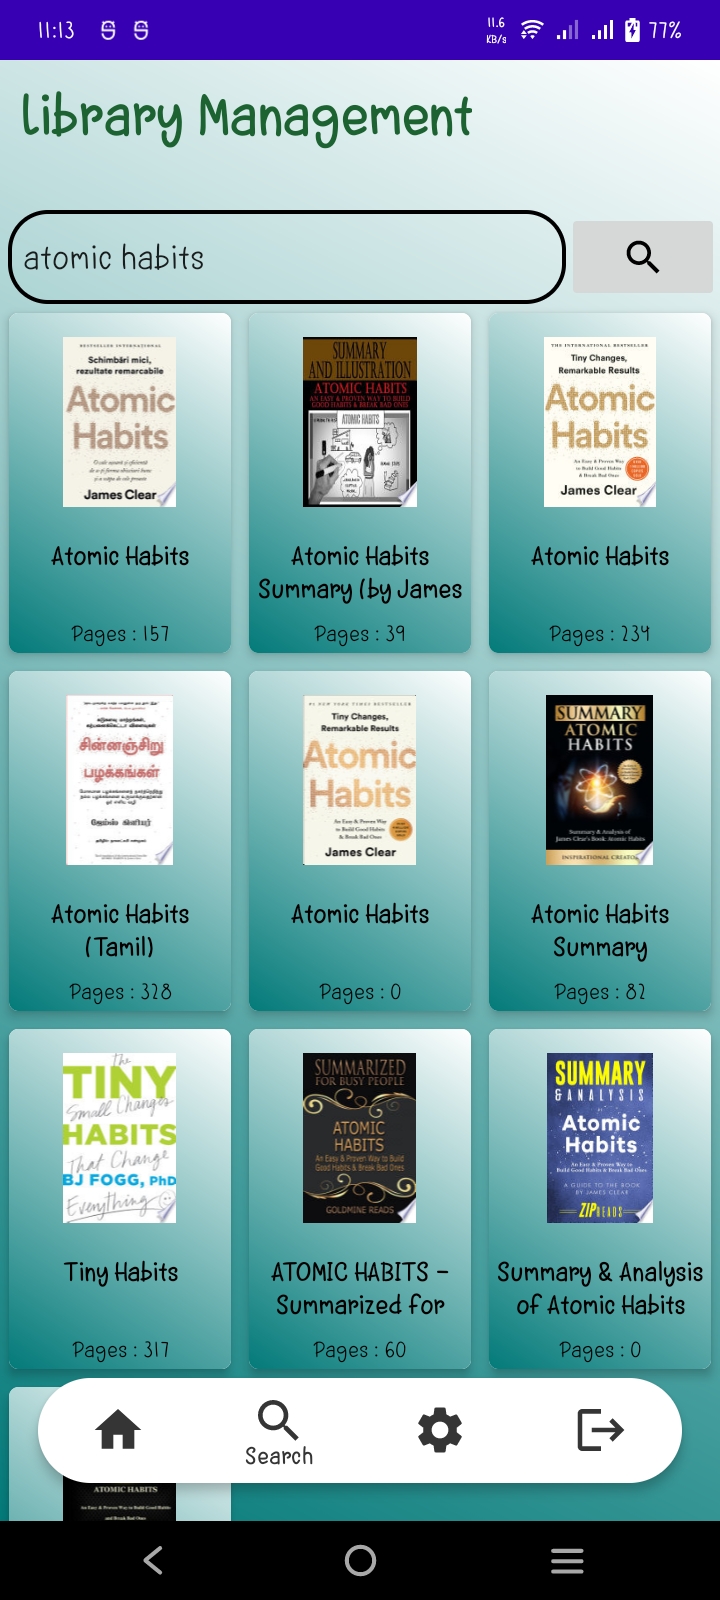 11:13
11.6
KB/s
77%
Library Management
atomic habits
BESTSELLER INTERNAȚIONAL
Schimbări mici,
rezultate remarcabile
Atomic
Habits
James Clear
Atomic Habits
Pages : 157
SUMMARY
AND ILLUSTRATION
ATOMIC HABITS
AN EASY & PROVEN WAY TO BUILD
GOOD HABITS & BREAK BAD ONES
ATOMIC HABITS
Atomic Habits
Summary (by James
Pages : 39
THE INTERNATIONAL BESTSELLER
Tiny Changes,
Remarkable Results
Atomic
Habits
An Easy & Proven Way
to Build Good Habits
& Break Bad Ones
James Clear
Atomic Habits
Pages : 239
சின்னஞ்சிறு
பழக்கங்கள்
ஜேம்ஸ் கிளியர்
Atomic Habits
(Tamil)
Pages : 328
#1 NEW YORK TIMES BESTSELLER
Tiny Changes,
Remarkable Results
Atomic
Habits
An Easy & Proven Way
to Build Good Habits
& Break Bad Ones
James Clear
Atomic Habits
Pages : 0
SUMMARY
ATOMIC
HABITS
Summary & Analysis of
James Clear's Book Atomic Habits
INSPIRATIONAL
Atomic Habits
Summary
Pages : 82
The
TINY
Small Changes
HABITS
That Change
BJ FOGG, PhD
Everything
Tiny Habits
Pages : 317
SUMMARIZED
FOR BUSY PEOPLE
ATOMIC
HABITS
An Easy & Proven Way to Build
Good Habits & Break Bad Ones
GOLDMINE READS
ATOMIC HABITS -
Summarized for
Pages : 60
SUMMARY
& ANALYSIS
Atomic
Habits
An Easy & Proven Way to
Build Good Habits & Break Bad Ones
A GUIDE TO THE BOOK
BY JAMES CLEAR
ZIPREADS
Summary & Analysis
of Atomic Habits
Pages : 0
Search
ATOMIC HABITS
An Easy & Proven Way to Build Good Habits
and Break Bad Ones